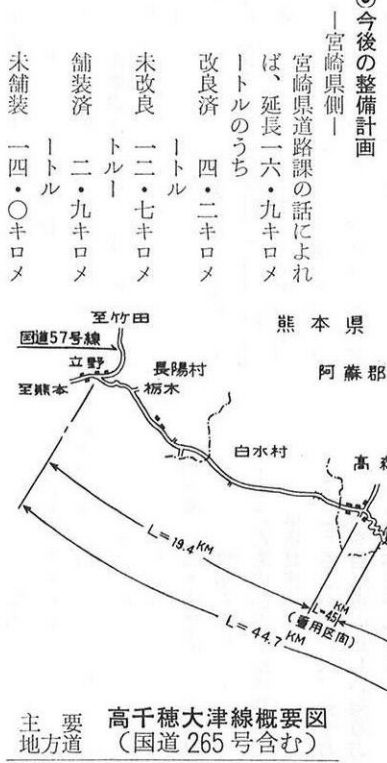 ◎今後の整備計画
―宮崎県側―
宮崎県道路課の話によれ
ば、延長一六・九キロメ
ートルのうち
改良済　四・二キロメ
ートル
未改良　一二・七キロメ
トルー
舗装済　二・九キロメ
ートル
未舗装　一四・〇キロメ
至竹田
国道57号線
立野
至熊本
長陽村
栃木
熊本県
阿蘇郡
白水村
高森
L=19.4KM
L=4.5KM
(重用区間)
L=44.7KM
主要
地方道
高千穂大津線概要図
(国道265号含む)